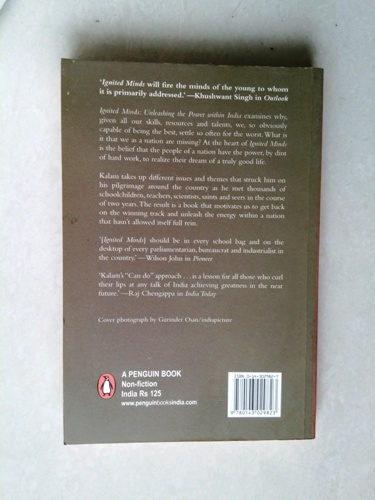 'Ignited Minds will fire the minds of the young to whom
it is primarily addressed.'—Khushwant Singh in Outlook
Ignited Minds: Unleashing the Power within India examines why,
given all our skills, resources and talents, we, so obviously
capable of being the best, settle so often for the worst. What is
it that we as a nation are missing? At the heart of Ignited Minds
is the belief that the people of a nation have the power, by dint
of hard work, to realize their dream of a truly good life.
Kalam takes up different issues and themes that struck him on
his pilgrimage around the country as he met thousands of
schoolchildren, teachers, scientists, saints and seers in the course
of two years. The result is a book that motivates us to get back
on the winning track and unleash the energy within a nation
that hasn't allowed itself full rein.
'[Ignited Minds] should be in every school bag and on the
desktop of every parliamentarian, bureaucrat and industrialist in
the country.'—Wilson John in Pioneer
'Kalam's "Can do" approach . . . is a lesson for all those who curl
their lips at any talk of India achieving greatness in the near
future.'—Raj Chengappa in India Today
Cover photograph by Gurinder Osan/indiapicture
A PENGUIN BOOK
Non-fiction
India Rs 125
www.penguinbooksindia.com
ISBN 0-14-302982-7
9 780143 029823